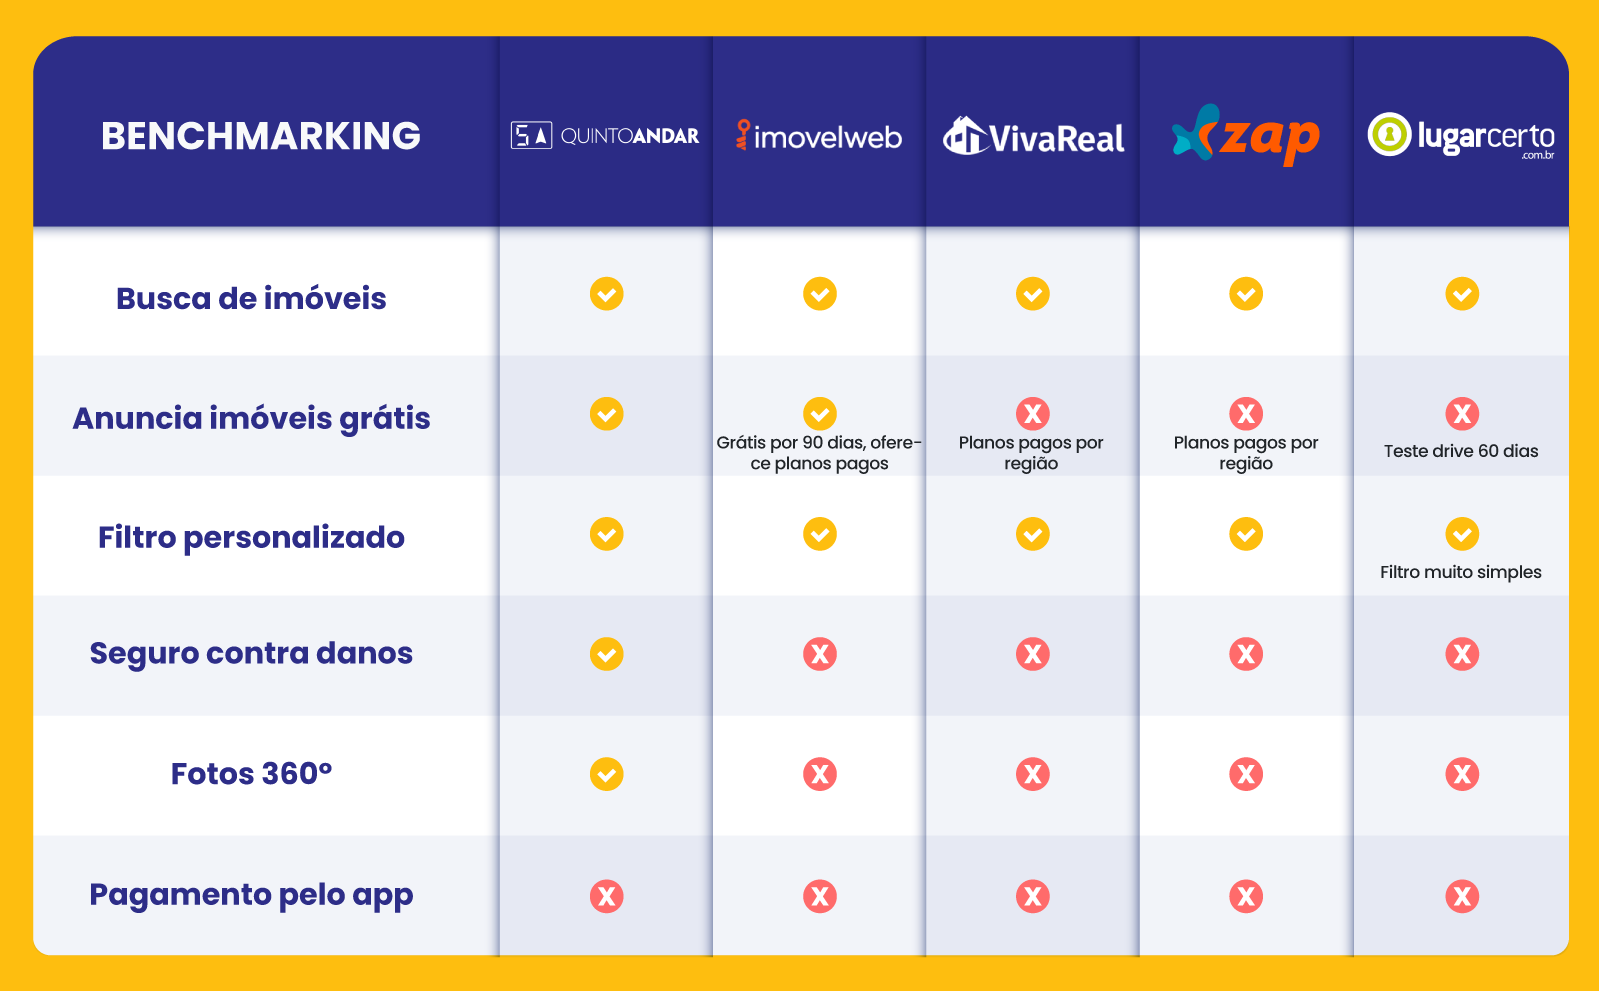 BENCHMARKING
5A QUINTOANDAR
imovelweb
VivaReal
zap
lugarcerto
.com.br
Busca de imóveis
Anuncia imóveis grátis
Grátis por 90 dias, ofere-
ce planos pagos
Planos pagos por
região
Planos pagos por
região
Teste drive 60 dias
Filtro personalizado
Filtro muito simples
Seguro contra danos
X
X
X
X
Fotos 360º
X
X
X
X
Pagamento pelo app
X
X
X
X
X